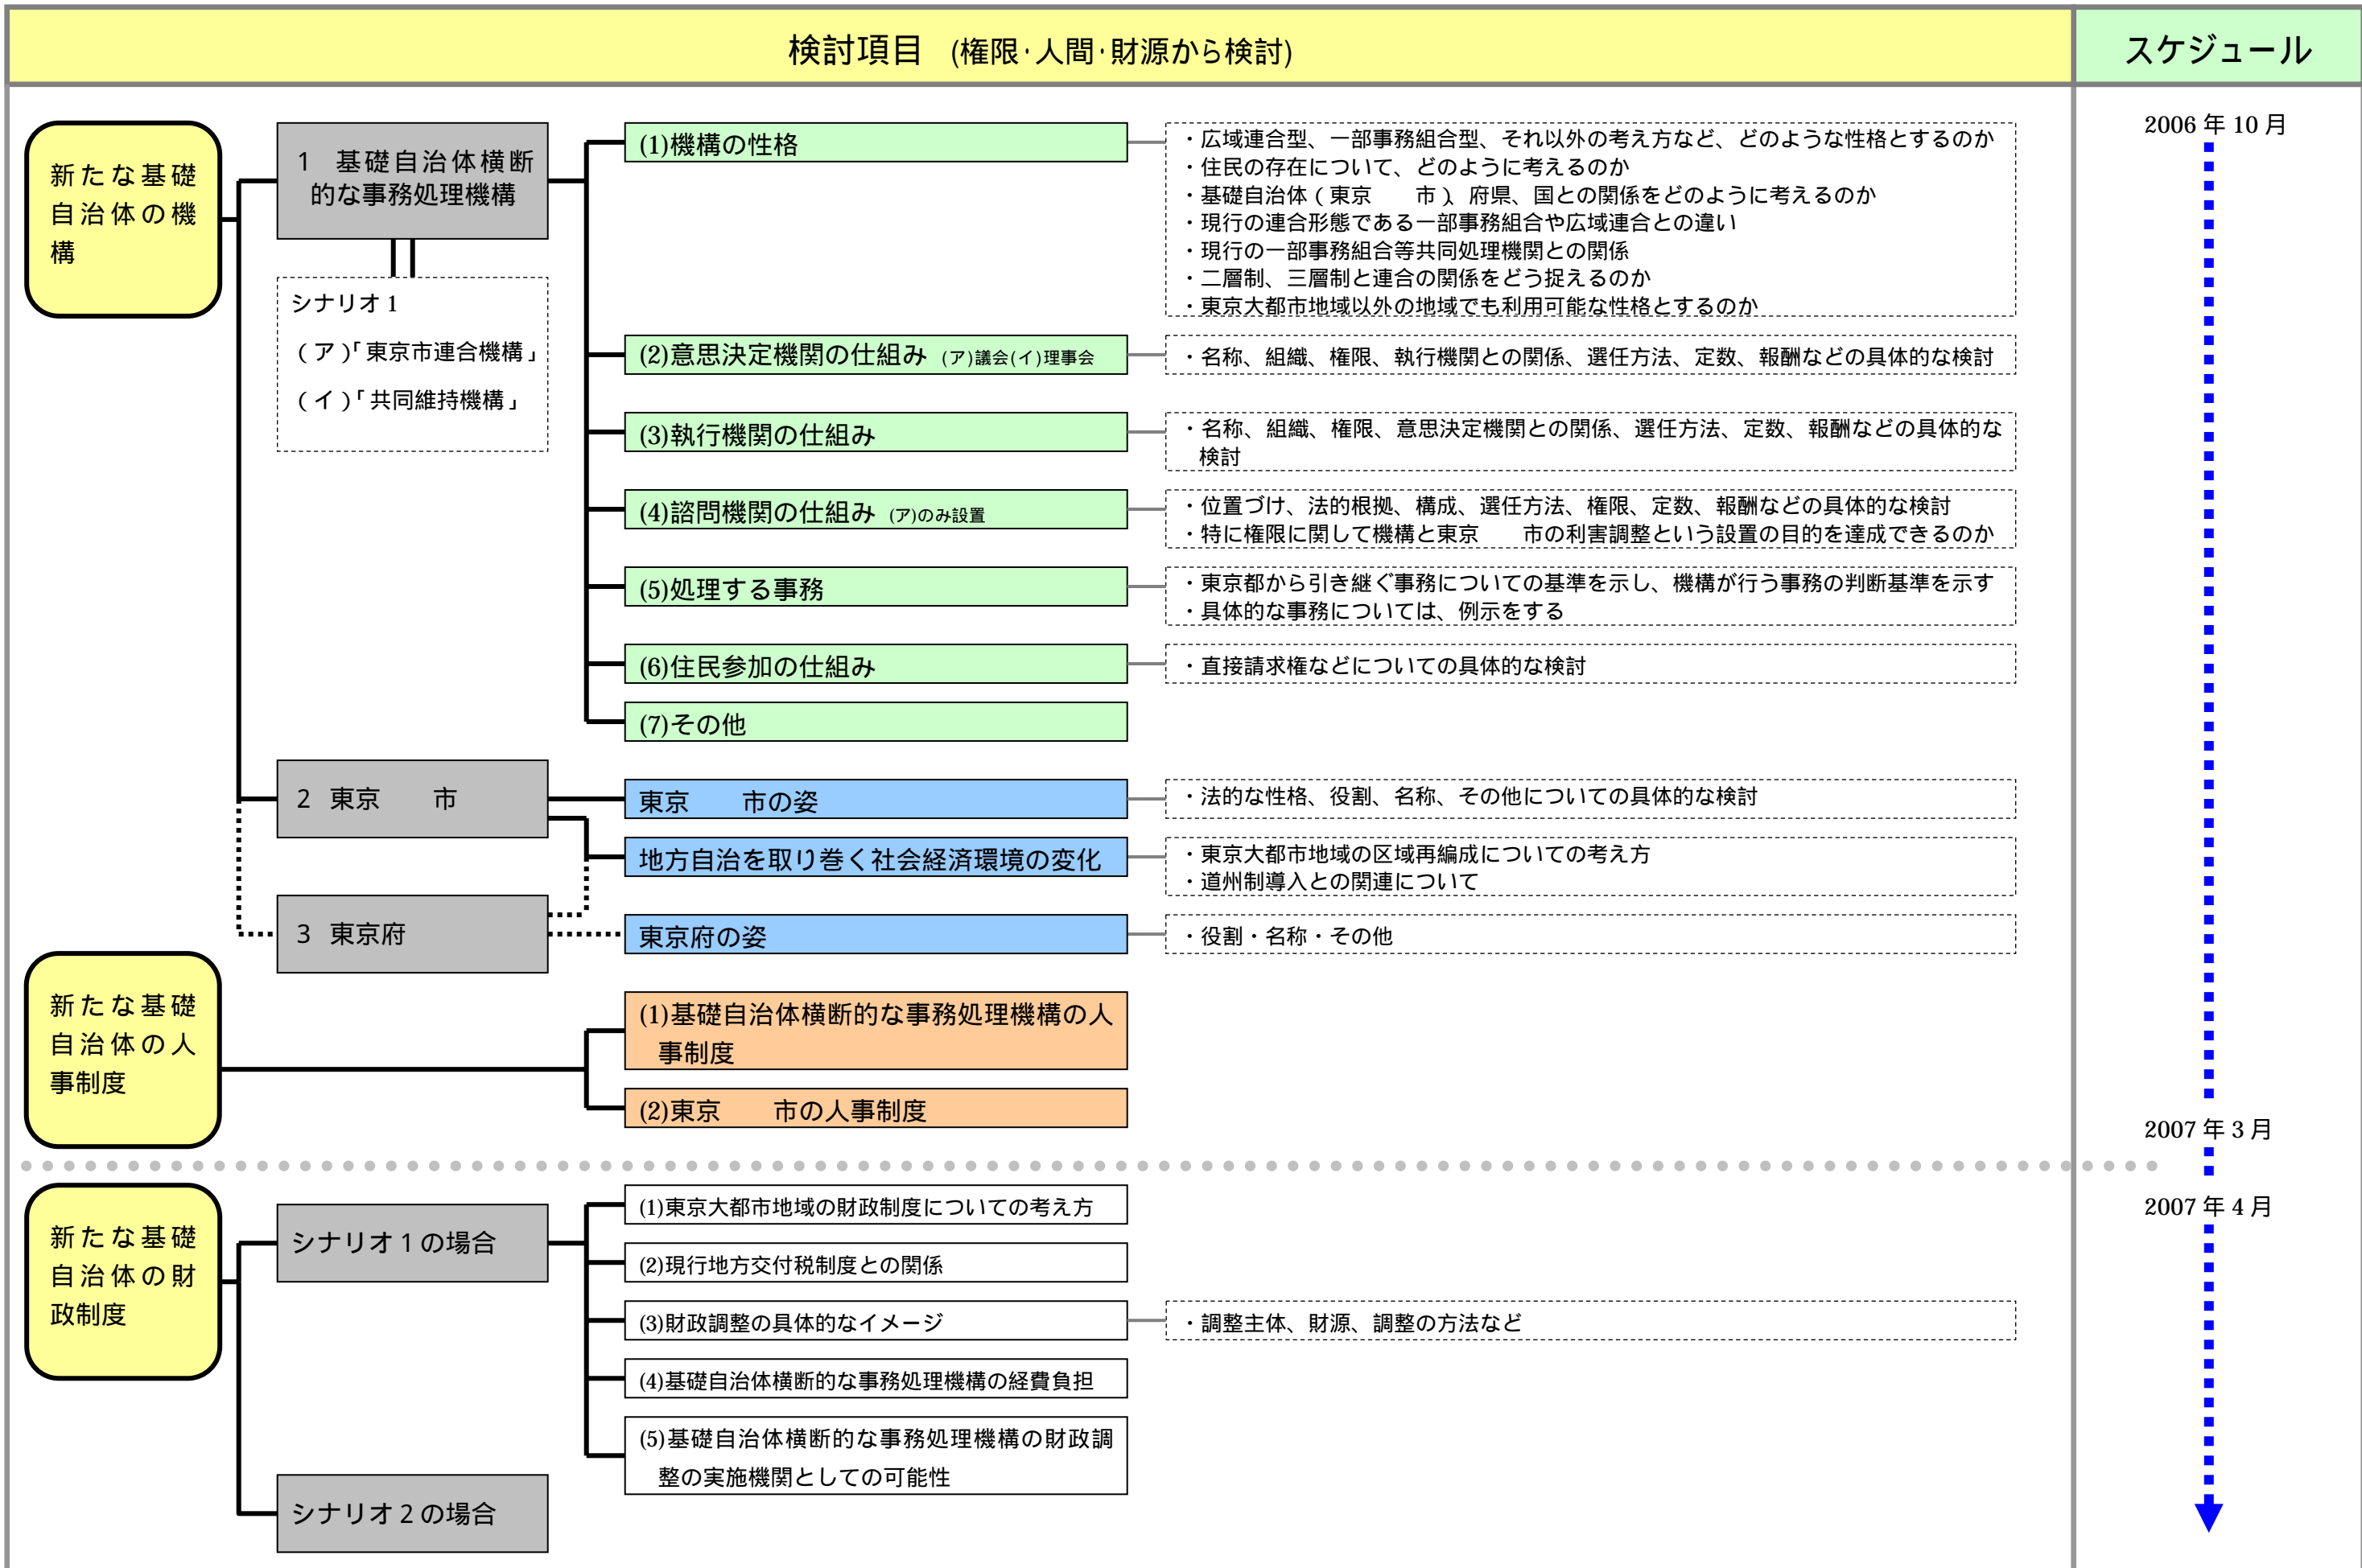 検討項目 (権限・人間・財源から検討)
スケジュール
新たな基礎
自治体の機
構
1 基礎自治体横断
的な事務処理機構
シナリオ1
(ア)「東京市連合機構」
(イ)「共同維持機構」
(1)機構の性格
・広域連合型、一部事務組合型、それ以外の考え方など、どのような性格とするのか
・住民の存在について、どのように考えるのか
・基礎自治体(東京 市)、府県、国との関係をどのように考えるのか
・現行の連合形態である一部事務組合や広域連合との違い
・現行の一部事務組合等共同処理機関との関係
・二層制、三層制と連合の関係をどう捉えるのか
・東京大都市地域以外の地域でも利用可能な性格とするのか
(2)意思決定機関の仕組み (ア)議会(イ)理事会
・名称、組織、権限、執行機関との関係、選任方法、定数、報酬などの具体的な検討
(3)執行機関の仕組み
・名称、組織、権限、意思決定機関との関係、選任方法、定数、報酬などの具体的な
検討
(4)諮問機関の仕組み (ア)のみ設置
・位置づけ、法的根拠、構成、選任方法、権限、定数、報酬などの具体的な検討
・特に権限に関して機構と東京 市の利害調整という設置の目的を達成できるのか
(5)処理する事務
・東京都から引き継ぐ事務についての基準を示し、機構が行う事務の判断基準を示す
・具体的な事務については、例示をする
(6)住民参加の仕組み
・直接請求権などについての具体的な検討
(7)その他
2 東京 市
東京 市の姿
・法的な性格、役割、名称、その他についての具体的な検討
地方自治を取り巻く社会経済環境の変化
・東京大都市地域の区域再編成についての考え方
・道州制導入との関連について
3 東京府
東京府の姿
・役割・名称・その他
新たな基礎
自治体の人
事制度
(1)基礎自治体横断的な事務処理機構の人
事制度
(2)東京 市の人事制度
新たな基礎
自治体の財
政制度
シナリオ1の場合
(1)東京大都市地域の財政制度についての考え方
(2)現行地方交付税制度との関係
(3)財政調整の具体的なイメージ
・調整主体、財源、調整の方法など
(4)基礎自治体横断的な事務処理機構の経費負担
(5)基礎自治体横断的な事務処理機構の財政調
整の実施機関としての可能性
シナリオ2の場合
2006年10月
2007年3月
2007年4月